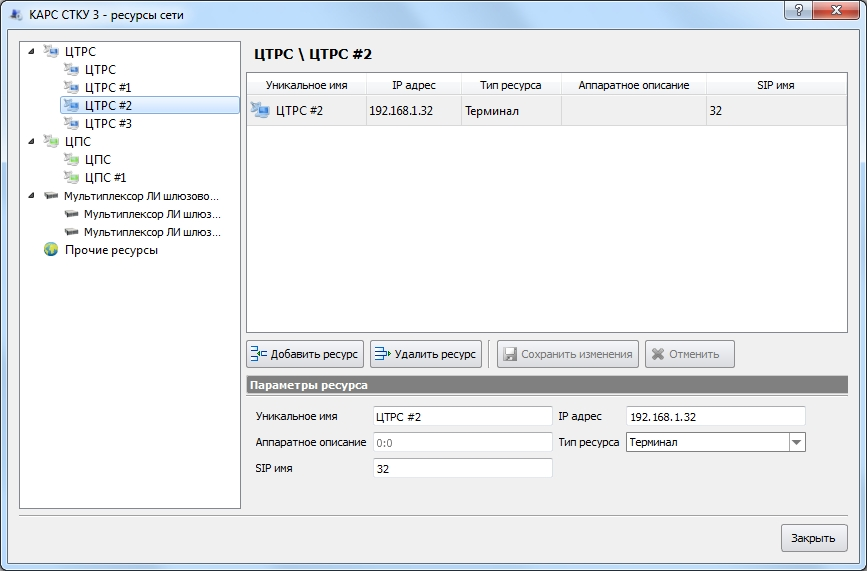 КАРС СТКУ 3 - ресурсы сети
?
ЦТРС
ЦТРС
ЦТРС #1
ЦТРС #2
ЦТРС #3
ЦПС
ЦПС
ЦПС #1
Мультиплексор ЛИ шлюзово...
Мультиплексор ЛИ шлюз...
Мультиплексор ЛИ шлюз...
Прочие ресурсы
ЦТРС \ ЦТРС #2
Уникальное имя IP адрес Тип ресурса Аппаратное описание SIP имя
ЦТРС #2 192.168.1.32 Терминал 32
Добавить ресурс Удалить ресурс Сохранить изменения Отменить
Параметры ресурса
Уникальное имя ЦТРС #2 IP адрес 192.168.1.32
Аппаратное описание 0:0 Тип ресурса Терминал
SIP имя 32
Закрыть